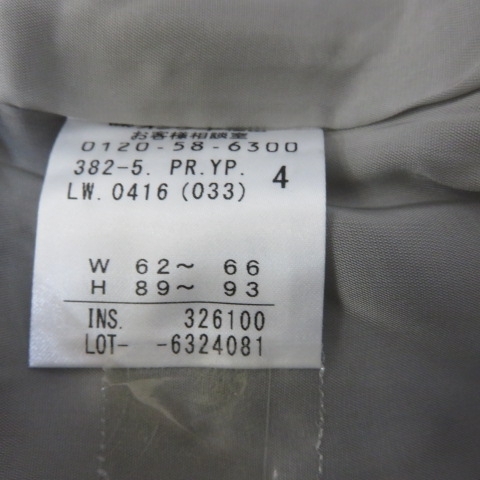 お客様相談室
0120-58-6300
382-5. PR.YP. 4
LW. 0416 (033)
W 62～ 66
H 89～ 93
INS. 326100
LOT- -6324081